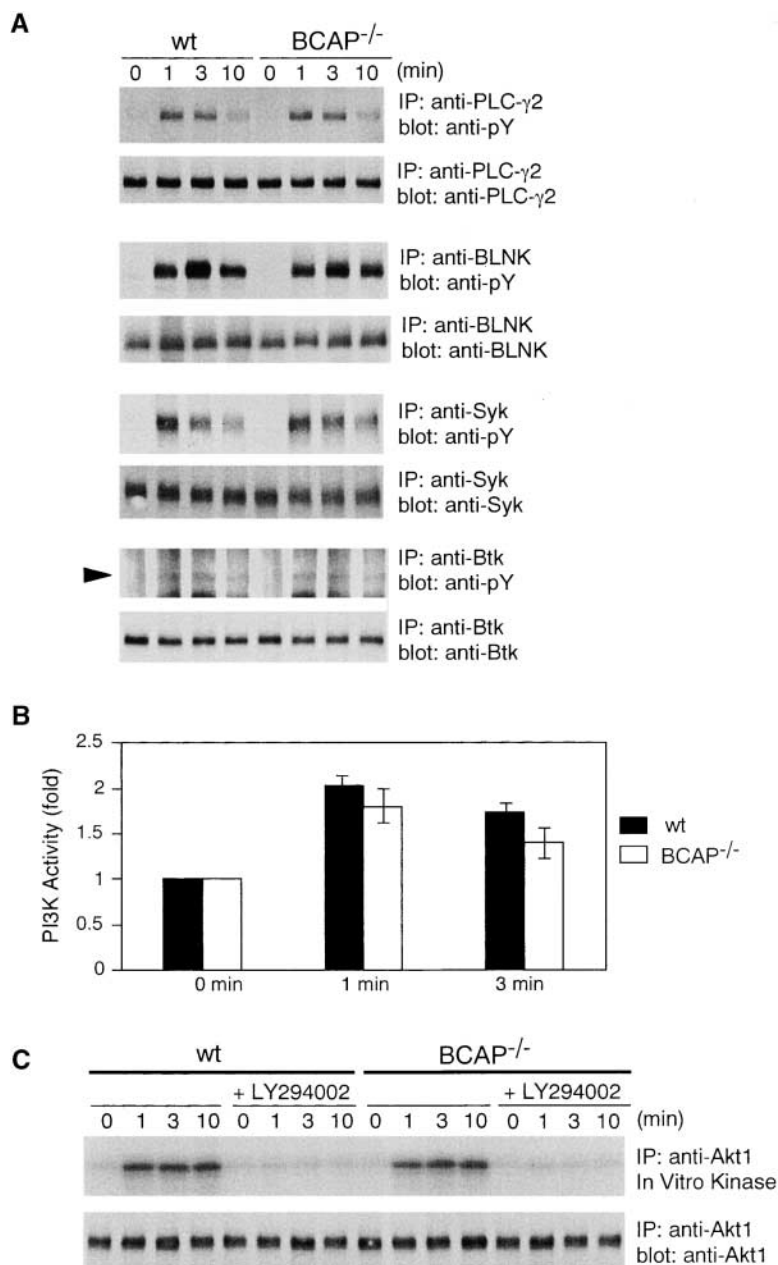 A
wt BCAP-/-
0 1 3 10 0 1 3 10 (min)
IP: anti-PLC-γ2
blot: anti-pY
IP: anti-PLC-γ2
blot: anti-PLC-γ2
IP: anti-BLNK
blot: anti-pY
IP: anti-BLNK
blot: anti-BLNK
IP: anti-Syk
blot: anti-pY
IP: anti-Syk
blot: anti-Syk
IP: anti-Btk
blot: anti-pY
IP: anti-Btk
blot: anti-Btk
B
PI3K Activity (fold)
2.5
2
1.5
1
0.5
0
0 min 1 min 3 min
wt
BCAP-/-
C
wt BCAP-/-
+ LY294002 + LY294002
0 1 3 10 0 1 3 10 0 1 3 10 0 1 3 10 (min)
IP: anti-Akt1
In Vitro Kinase
IP: anti-Akt1
blot: anti-Akt1